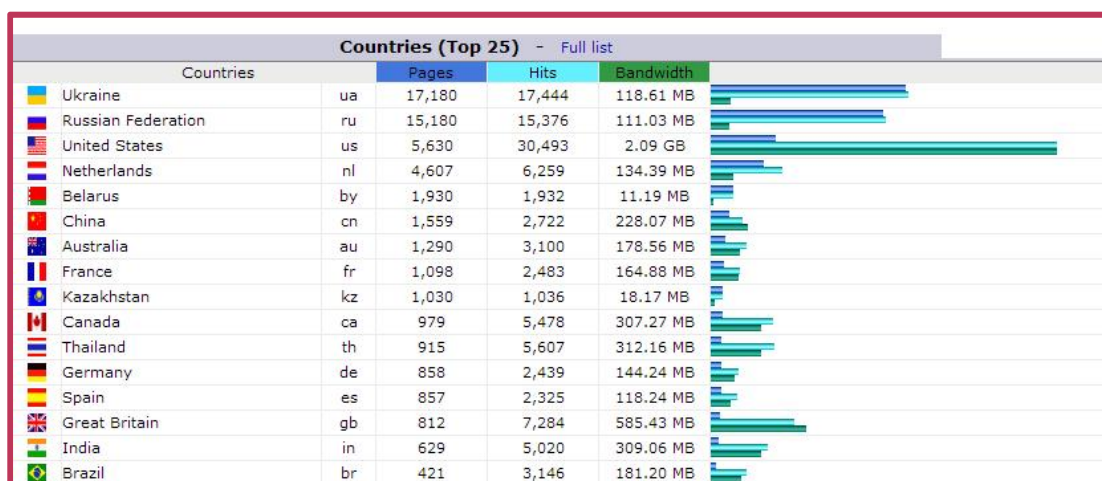 Countries (Top 25) - Full list
Countries Pages Hits Bandwidth
Ukraine ua 17,180 17,444 118.61 MB
Russian Federation ru 15,180 15,376 111.03 MB
United States us 5,630 30,493 2.09 GB
Netherlands nl 4,607 6,259 134.39 MB
Belarus by 1,930 1,932 11.19 MB
China cn 1,559 2,722 228.07 MB
Australia au 1,290 3,100 178.56 MB
France fr 1,098 2,483 164.88 MB
Kazakhstan kz 1,030 1,036 18.17 MB
Canada ca 979 5,478 307.27 MB
Thailand th 915 5,607 312.16 MB
Germany de 858 2,439 144.24 MB
Spain es 857 2,325 118.24 MB
Great Britain gb 812 7,284 585.43 MB
India in 629 5,020 309.06 MB
Brazil br 421 3,146 181.20 MB